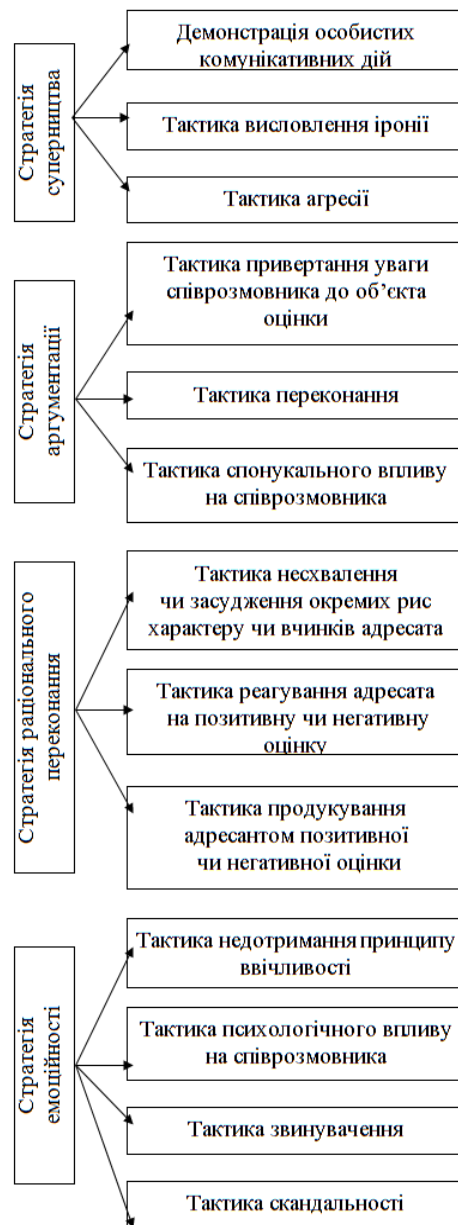 Стратегія
суперництва
Демонстрація особистих
комунікативних дій
Тактика висловлення іронії
Тактика агресії
Стратегія
аргументації
Тактика привертання уваги
співрозмовника до об’єкта
оцінки
Тактика переконання
Тактика спонукального впливу
на співрозмовника
Стратегія раціонального
переконання
Тактика несхвалення
чи засудження окремих рис
характеру чи вчинків адресата
Тактика реагування адресата
на позитивну чи негативну
оцінку
Тактика продукування
адресантом позитивної
чи негативної оцінки
Стратегія
емоційності
Тактика недотримання принципу
ввічливості
Тактика психологічного впливу
на співрозмовника
Тактика звинувачення
Тактика скандальності